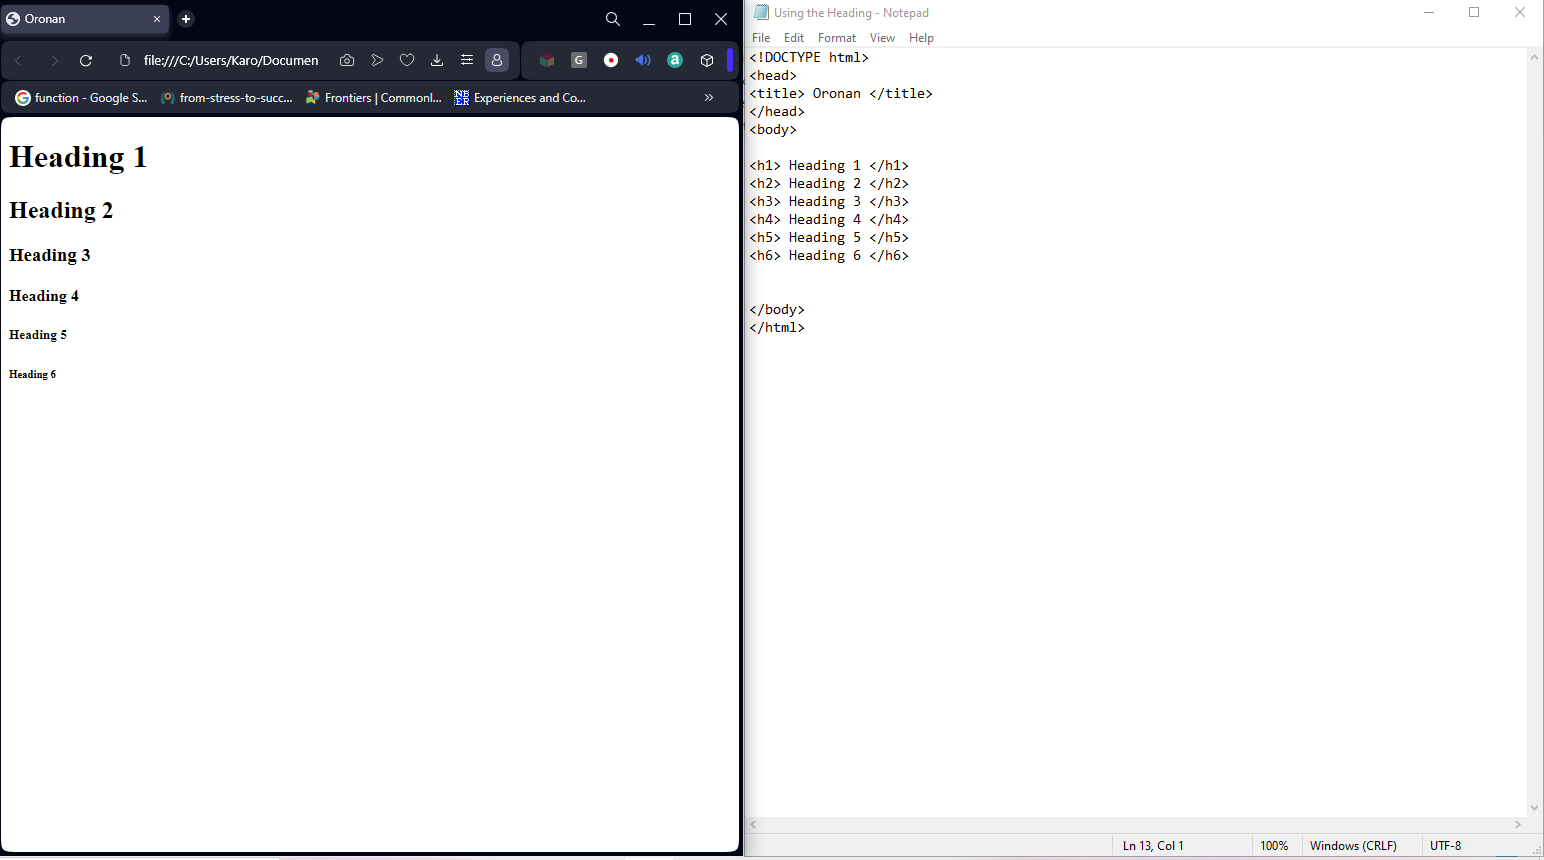 Oronan
file:///C:/Users/Karo/Documen
function - Google S...
from-stress-to-succ...
Frontiers | Commonl...
Experiences and Co...
Heading 1
Heading 2
Heading 3
Heading 4
Heading 5
Heading 6
Using the Heading - Notepad
File Edit Format View Help
<!DOCTYPE html>
<head>
<title> Oronan </title>
</head>
<body>
<h1> Heading 1 </h1>
<h2> Heading 2 </h2>
<h3> Heading 3 </h3>
<h4> Heading 4 </h4>
<h5> Heading 5 </h5>
<h6> Heading 6 </h6>
</body>
</html>
Ln 13, Col 1 100% Windows (CRLF) UTF-8